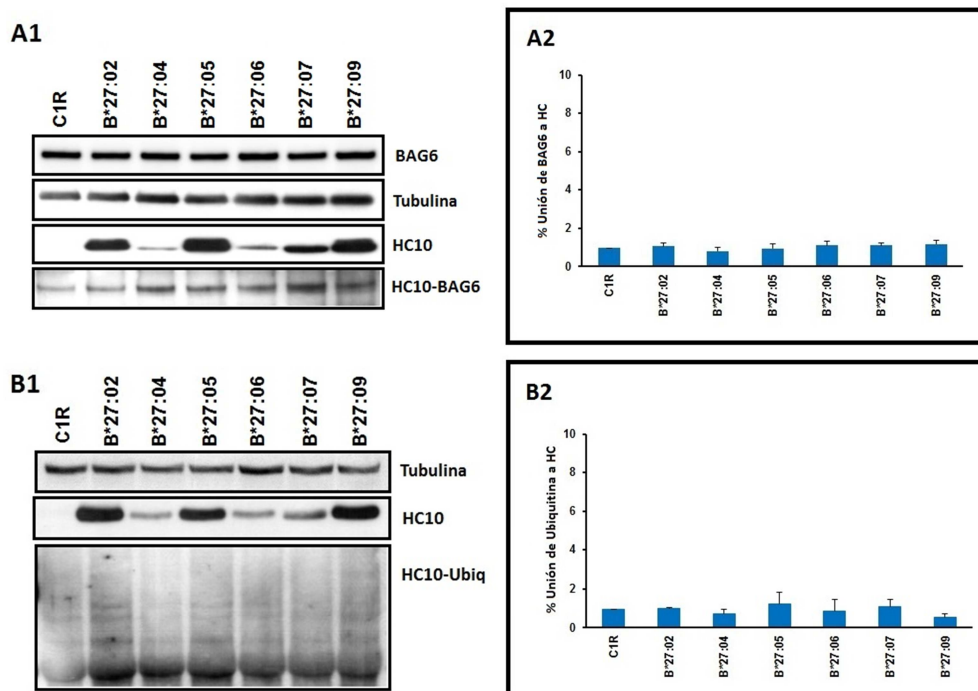 A1
C1R
B*27:02
B*27:04
B*27:05
B*27:06
B*27:07
B*27:09
BAG6
Tubulina
HC10
HC10-BAG6
A2
% Unión de BAG6 a HC
10
8
6
4
2
0
C1R
B*27:02
B*27:04
B*27:05
B*27:06
B*27:07
B*27:09
B1
C1R
B*27:02
B*27:04
B*27:05
B*27:06
B*27:07
B*27:09
Tubulina
HC10
HC10-Ubiq
B2
% Unión de Ubiquitina a HC
10
8
6
4
2
0
C1R
B*27:02
B*27:04
B*27:05
B*27:06
B*27:07
B*27:09